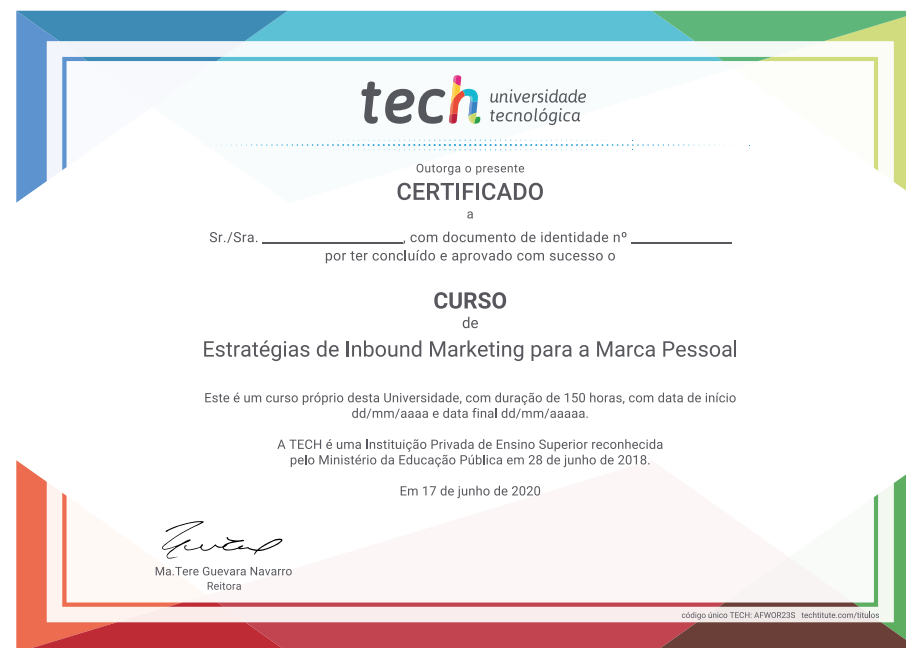 tech universidade
tecnológica
Outorga o presente
CERTIFICADO
a
Sr./Sra. ______________, com documento de identidade nº __________
por ter concluído e aprovado com sucesso o
CURSO
de
Estratégias de Inbound Marketing para a Marca Pessoal
Este é um curso próprio desta Universidade, com duração de 150 horas, com data de início
dd/mm/aaaa e data final dd/mm/aaaaa.
A TECH é uma Instituição Privada de Ensino Superior reconhecida
pelo Ministério da Educação Pública em 28 de junho de 2018.
Em 17 de junho de 2020
Ma.Tere Guevara Navarro
Reitora
código único TECH: AFWOR23S techtitute.com/títulos